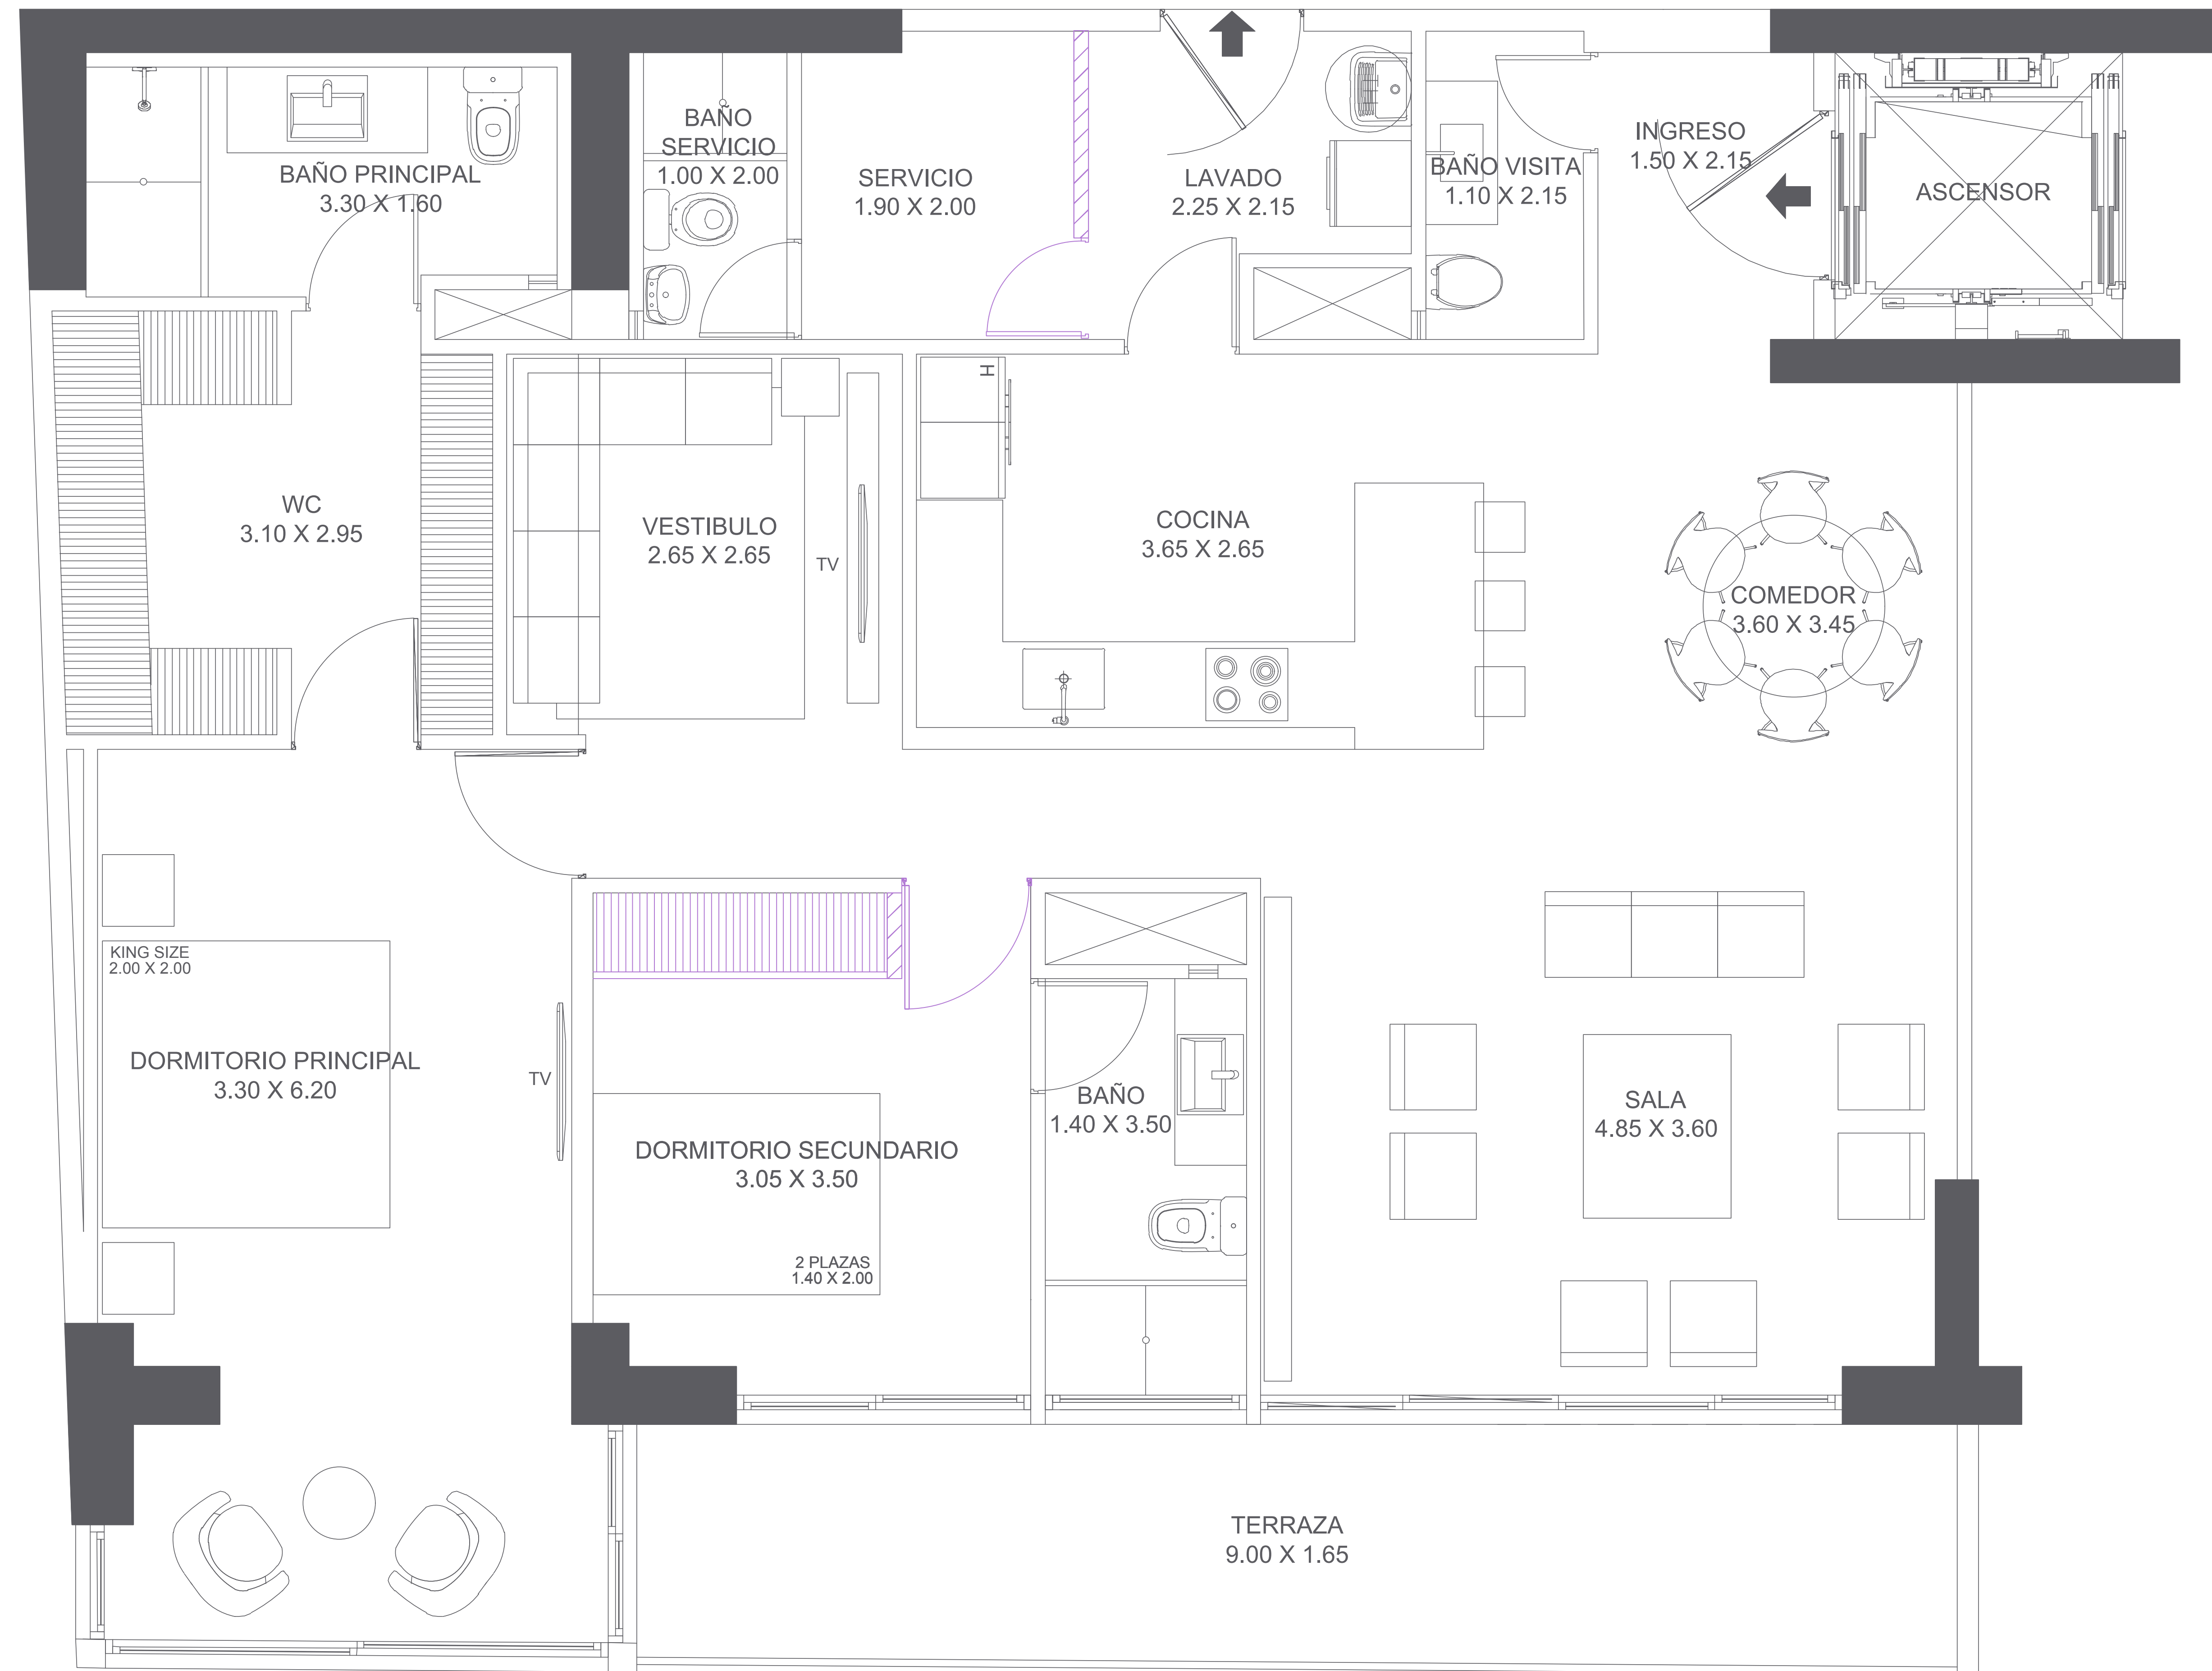 BAÑO PRINCIPAL
3.30 X 1.60
BAÑO
SERVICIO
1.00 X 2.00
SERVICIO
1.90 X 2.00
LAVADO
2.25 X 2.15
BAÑO VISITA
1.10 X 2.15
INGRESO
1.50 X 2.15
ASCENSOR
H
WC
3.10 X 2.95
VESTIBULO
2.65 X 2.65
TV
COCINA
3.65 X 2.65
COMEDOR
3.60 X 3.45
KING SIZE
2.00 X 2.00
DORMITORIO PRINCIPAL
3.30 X 6.20
TV
DORMITORIO SECUNDARIO
3.05 X 3.50
2 PLAZAS
1.40 X 2.00
BAÑO
1.40 X 3.50
SALA
4.85 X 3.60
TERRAZA
9.00 X 1.65